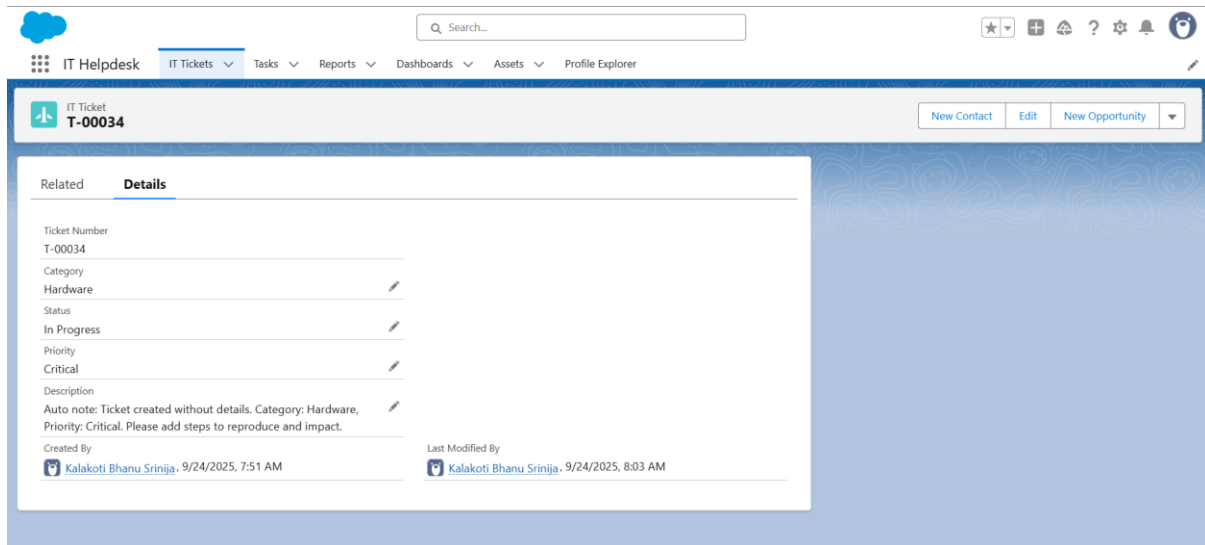 Search...
IT Helpdesk
IT Tickets
Tasks
Reports
Dashboards
Assets
Profile Explorer
IT Ticket
T-00034
New Contact
Edit
New Opportunity
Related
Details
Ticket Number
T-00034
Category
Hardware
Status
In Progress
Priority
Critical
Description
Auto note: Ticket created without details. Category: Hardware,
Priority: Critical. Please add steps to reproduce and impact.
Created By
Kalakoti Bhanu Srinija, 9/24/2025, 7:51 AM
Last Modified By
Kalakoti Bhanu Srinija, 9/24/2025, 8:03 AM